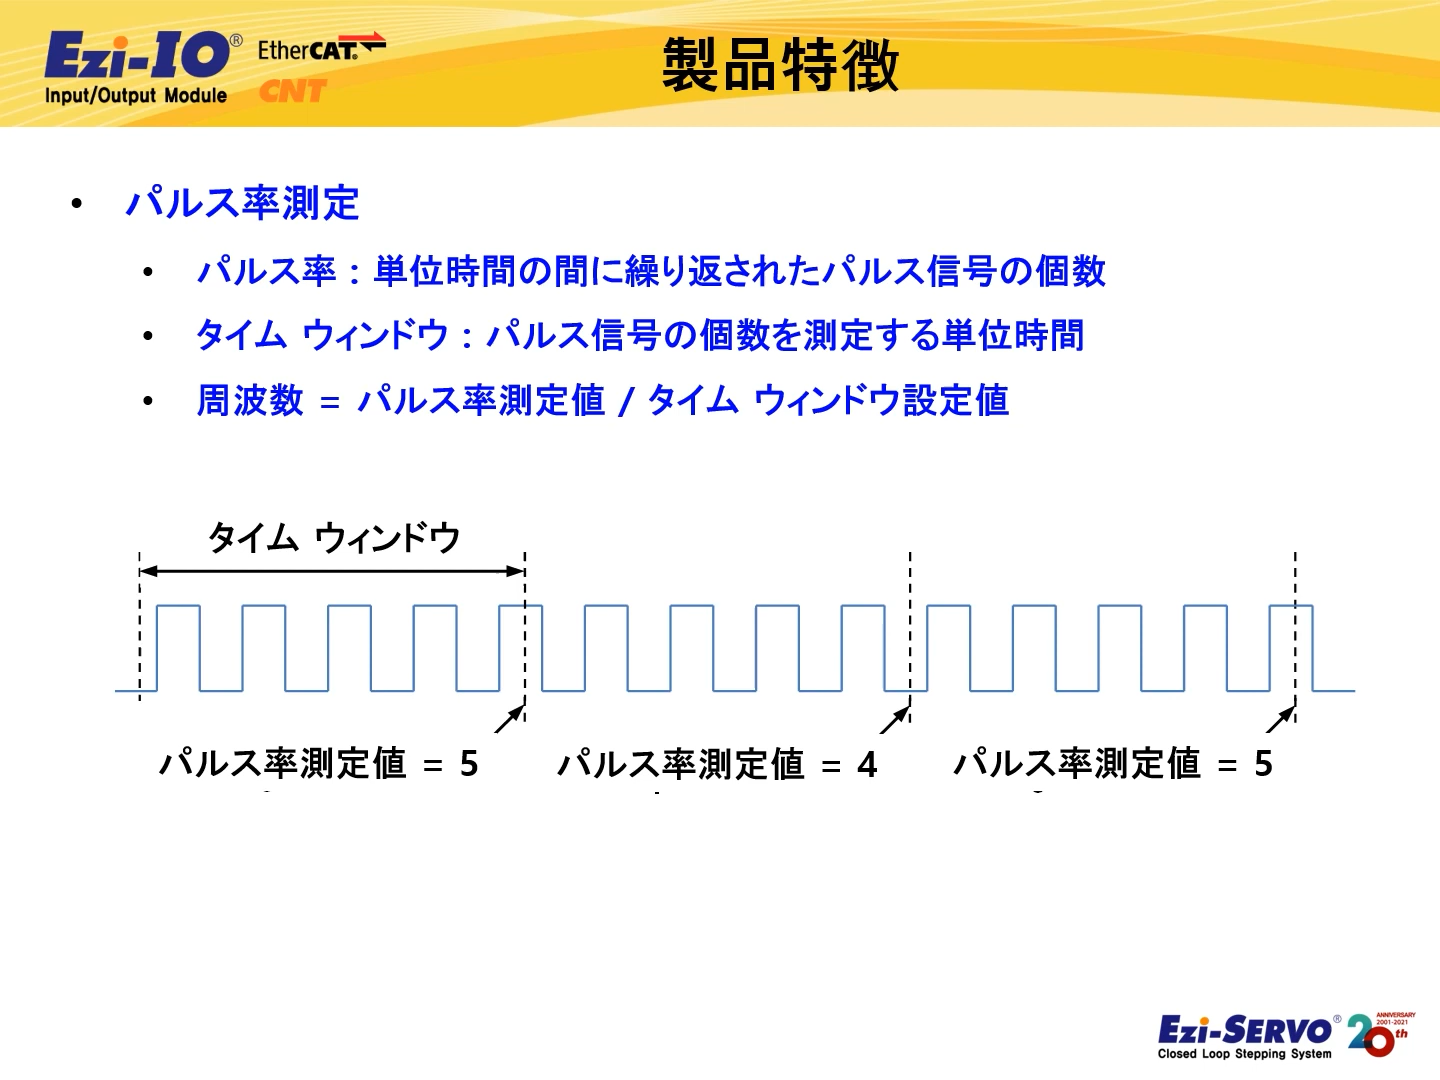 Ezi-IO® EtherCAT®
CNT
Input/Output Module
製品特徴
• パルス率測定
• パルス率 : 単位時間の間に繰り返されたパルス信号の個数
• タイム ウィンドウ : パルス信号の個数を測定する単位時間
• 周波数 = パルス率測定値 / タイム ウィンドウ設定値
タイム ウィンドウ
パルス率測定値 = 5
パルス率測定値 = 4
パルス率測定値 = 5
Ezi-SERVO®
Closed Loop Stepping System
20th
ANNIVERSARY
2001-2021